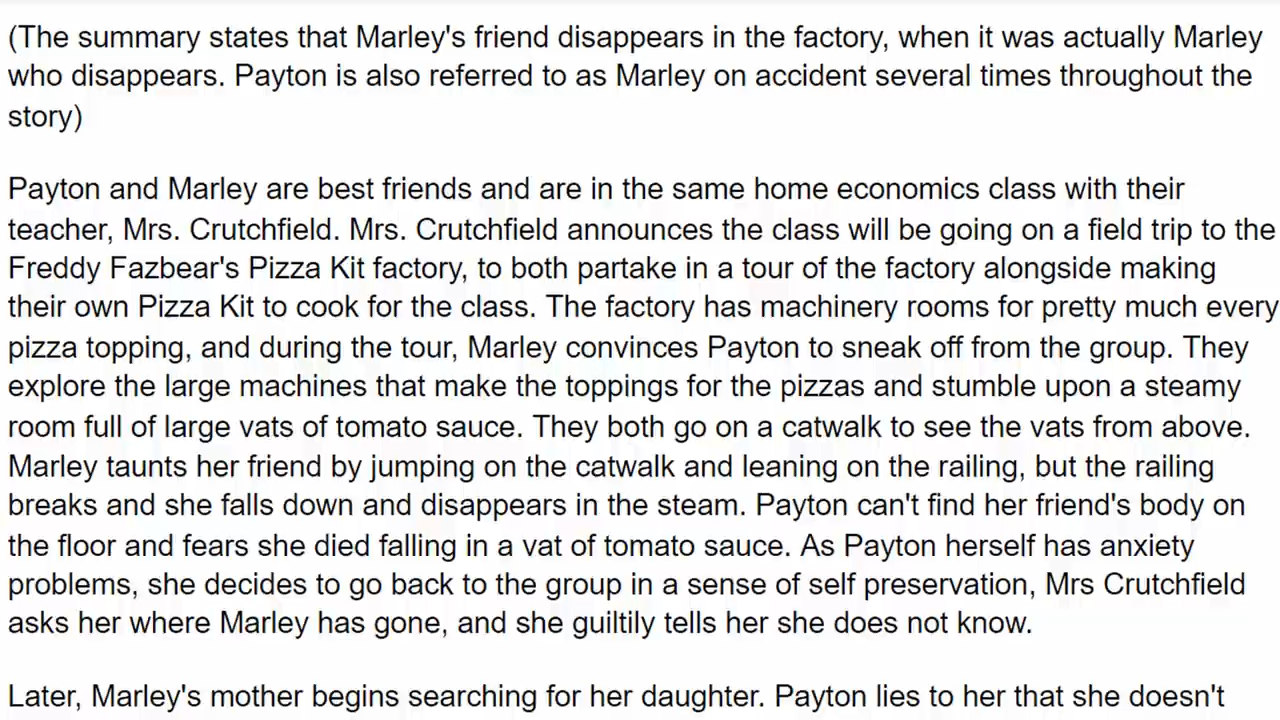 (The summary states that Marley's friend disappears in the factory, when it was actually Marley
who disappears. Payton is also referred to as Marley on accident several times throughout the
story)
Payton and Marley are best friends and are in the same home economics class with their
teacher, Mrs. Crutchfield. Mrs. Crutchfield announces the class will be going on a field trip to the
Freddy Fazbear's Pizza Kit factory, to both partake in a tour of the factory alongside making
their own Pizza Kit to cook for the class. The factory has machinery rooms for pretty much every
pizza topping, and during the tour, Marley convinces Payton to sneak off from the group. They
explore the large machines that make the toppings for the pizzas and stumble upon a steamy
room full of large vats of tomato sauce. They both go on a catwalk to see the vats from above.
Marley taunts her friend by jumping on the catwalk and leaning on the railing, but the railing
breaks and she falls down and disappears in the steam. Payton can't find her friend's body on
the floor and fears she died falling in a vat of tomato sauce. As Payton herself has anxiety
problems, she decides to go back to the group in a sense of self preservation, Mrs Crutchfield
asks her where Marley has gone, and she guiltily tells her she does not know.
Later, Marley's mother begins searching for her daughter. Payton lies to her that she doesn't